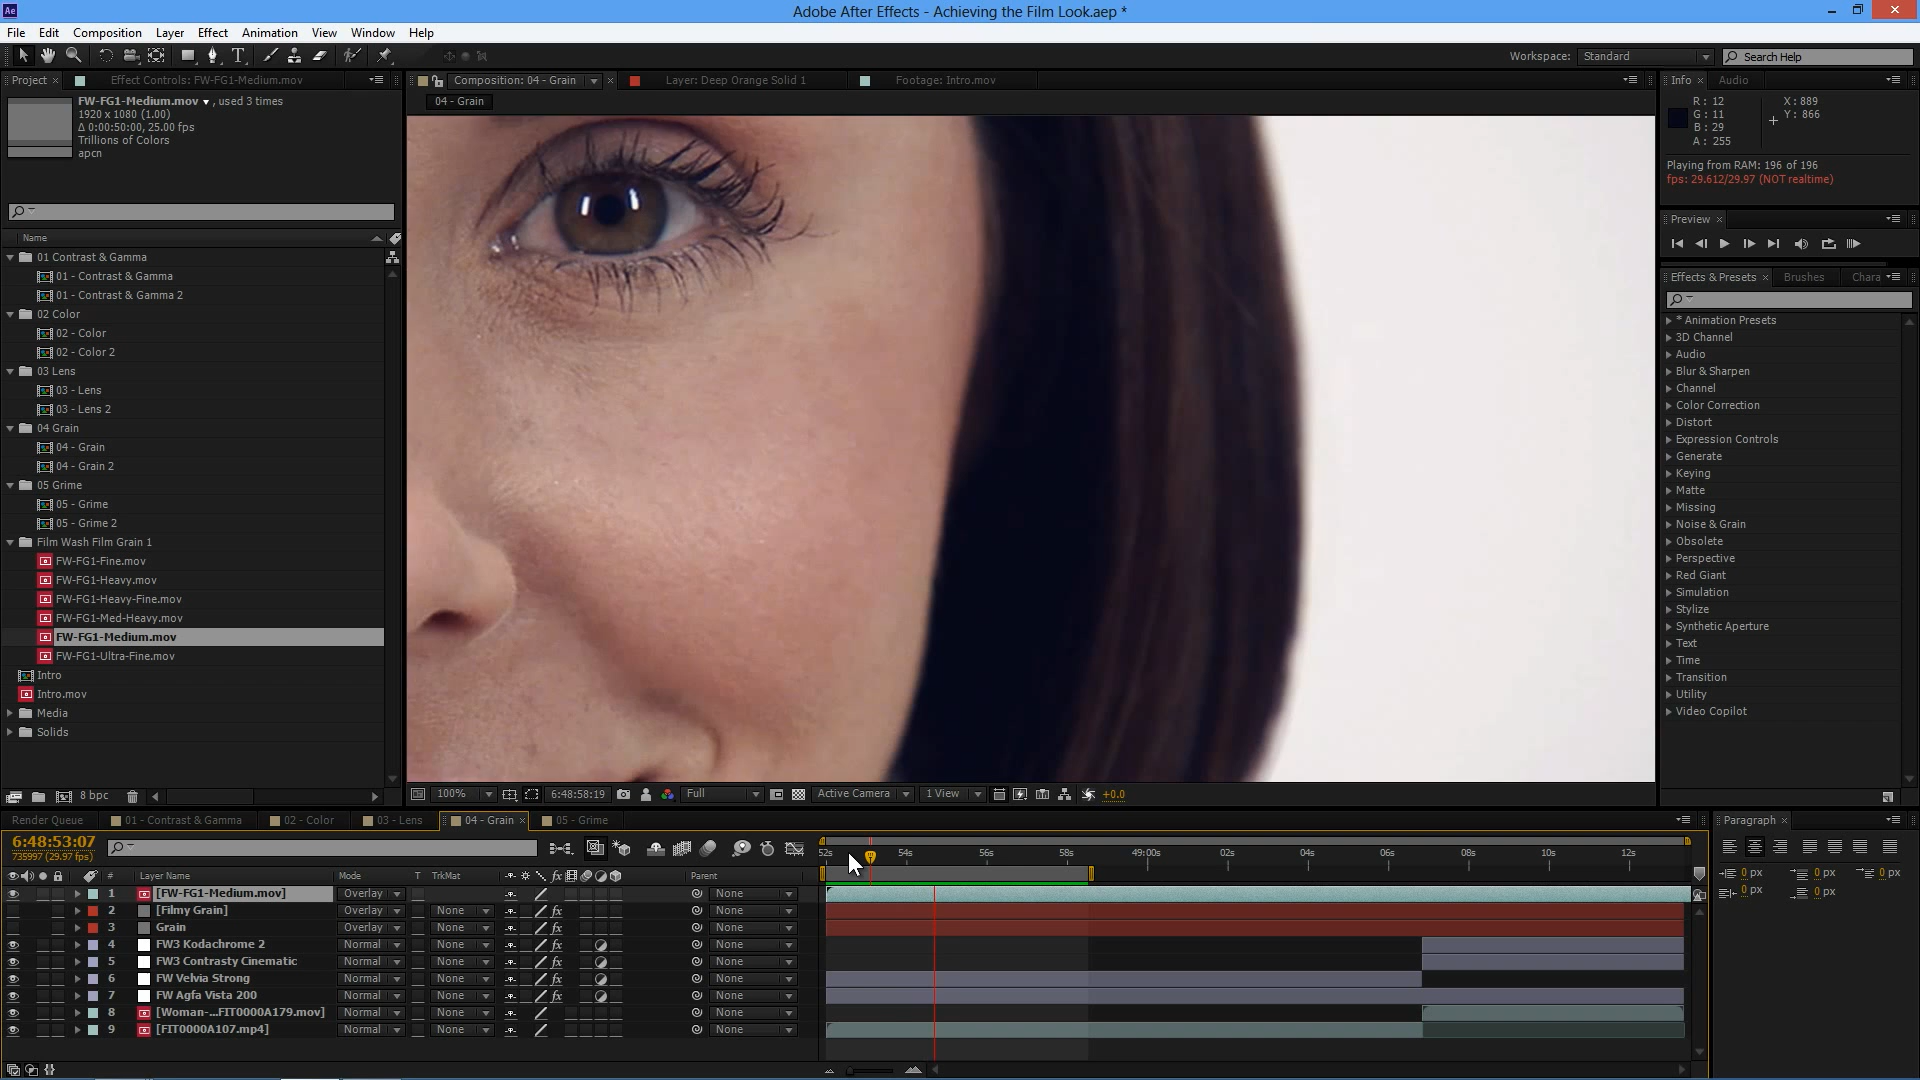 Adobe After Effects - Achieving the Film Look.aep *
File Edit Composition Layer Effect Animation View Window Help
Workspace: Standard Search Help
Project Effect Controls: FW-FG1-Medium.mov
Composition: 04 - Grain Layer: Deep Orange Solid 1 Footage: Intro.mov
04 - Grain
FW-FG1-Medium.mov , used 3 times
1920 x 1080 (1.00)
Δ 0:00:50:00, 25.00 fps
Trillions of Colors
apcn
Name
01 Contrast & Gamma
01 - Contrast & Gamma
01 - Contrast & Gamma 2
02 Color
02 - Color
02 - Color 2
03 Lens
03 - Lens
03 - Lens 2
04 Grain
04 - Grain
04 - Grain 2
05 Grime
05 - Grime
05 - Grime 2
Film Wash Film Grain 1
FW-FG1-Fine.mov
FW-FG1-Heavy.mov
FW-FG1-Heavy-Fine.mov
FW-FG1-Med-Heavy.mov
FW-FG1-Medium.mov
FW-FG1-Ultra-Fine.mov
Intro
Intro.mov
Media
Solids
8 bpc
100% 6:48:58:19 Full Active Camera 1 View +0.0
Info Audio
R: 12 X: 889
G: 11 Y: 866
B: 29
A: 255
Playing from RAM: 196 of 196
fps: 29.612/29.97 (NOT realtime)
Preview
Effects & Presets Brushes Chara
* Animation Presets
3D Channel
Audio
Blur & Sharpen
Channel
Color Correction
Distort
Expression Controls
Generate
Keying
Matte
Missing
Noise & Grain
Obsolete
Perspective
Red Giant
Simulation
Stylize
Synthetic Aperture
Text
Time
Transition
Utility
Video Copilot
Render Queue 01 - Contrast & Gamma 02 - Color 03 - Lens 04 - Grain 05 - Grime
6:48:53:07
735997 (29.97 fps)
52s 54s 56s 58s 49:00s 02s 04s 06s 08s 10s 12s
# Layer Name Mode T TrkMat fx Parent
1 [FW-FG1-Medium.mov] Overlay None
2 [Filmy Grain] Overlay None fx None
3 Grain Overlay None fx None
4 FW3 Kodachrome 2 Normal None fx None
5 FW3 Contrasty Cinematic Normal None fx None
6 FW Velvia Strong Normal None fx None
7 FW Agfa Vista 200 Normal None fx None
8 [Woman-...FIT0000A179.mov] Normal None None
9 [FIT0000A107.mp4] Normal None None
Paragraph
0 px 0 px 0 px
0 px 0 px